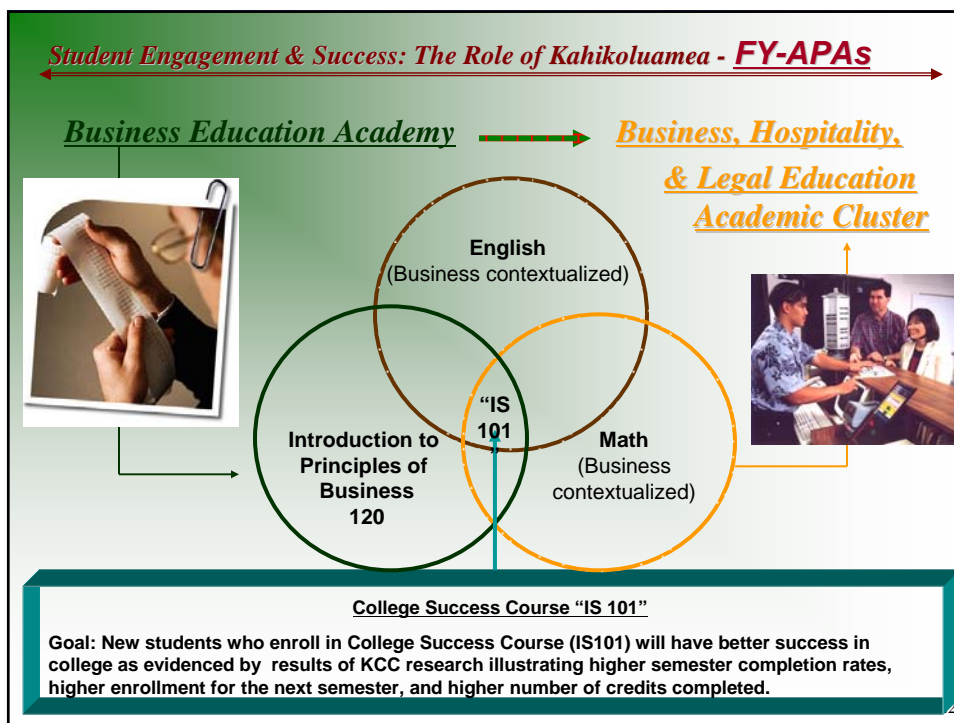 Student Engagement & Success: The Role of Kahikoluamea - FY-APAs
Business Education Academy
Business, Hospitality,
& Legal Education
Academic Cluster
English
(Business contextualized)
“IS
101
”
Introduction to
Principles of
Business
120
Math
(Business
contextualized)
College Success Course “IS 101”
Goal: New students who enroll in College Success Course (IS101) will have better success in
college as evidenced by results of KCC research illustrating higher semester completion rates,
higher enrollment for the next semester, and higher number of credits completed.